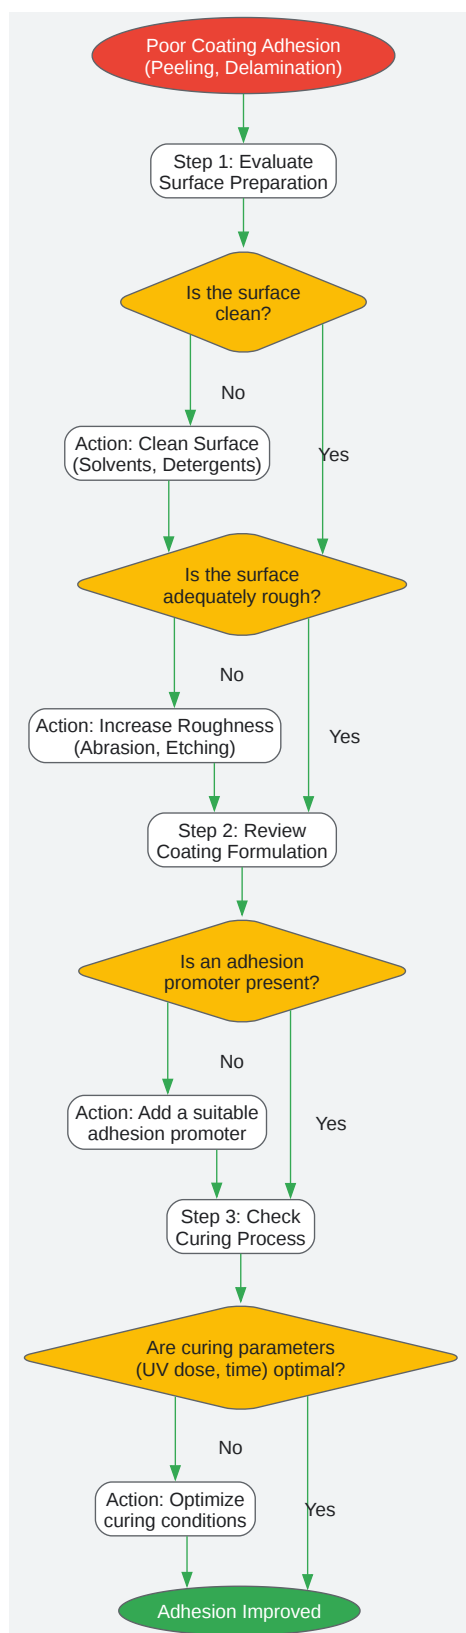 Poor Coating Adhesion
(Peeling, Delamination)
Step 1: Evaluate
Surface Preparation
Is the surface
clean?
No
Action: Clean Surface
(Solvents, Detergents)
Yes
Is the surface
adequately rough?
No
Action: Increase Roughness
(Abrasion, Etching)
Yes
Step 2: Review
Coating Formulation
Is an adhesion
promoter present?
No
Action: Add a suitable
adhesion promoter
Yes
Step 3: Check
Curing Process
Are curing parameters
(UV dose, time) optimal?
No
Action: Optimize
curing conditions
Yes
Adhesion Improved